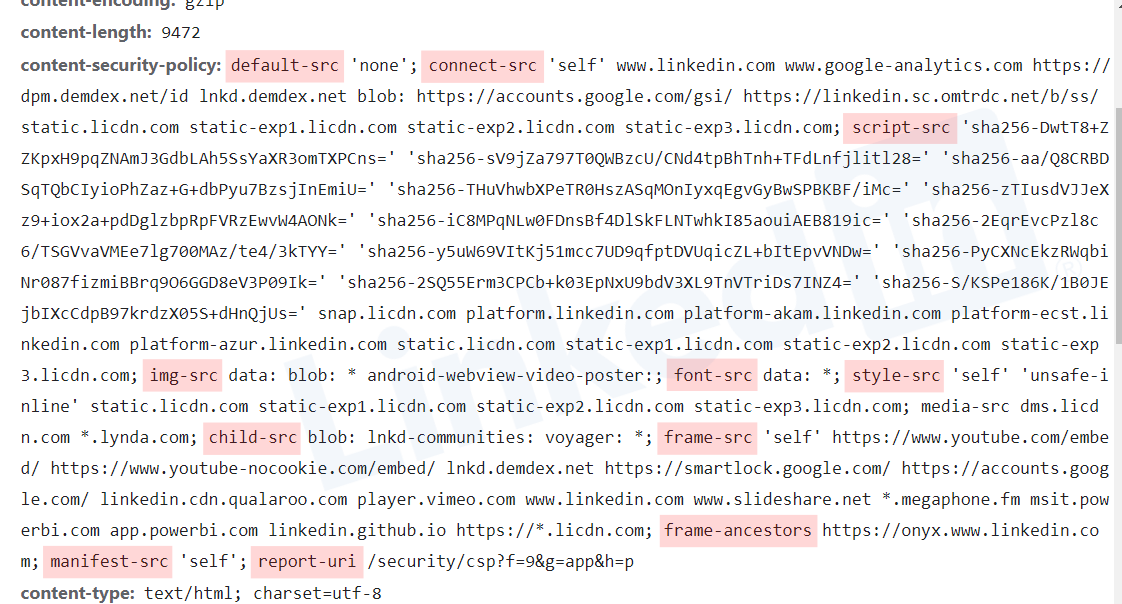 content-encoding: gzip
content-length: 9472
content-security-policy: default-src 'none'; connect-src 'self' www.linkedin.com www.google-analytics.com https://
dpm.demdex.net/id lnkd.demdex.net blob: https://accounts.google.com/gsi/ https://linkedin.sc.omtrdc.net/b/ss/
static.licdn.com static-exp1.licdn.com static-exp2.licdn.com static-exp3.licdn.com; script-src 'sha256-DwtT8+Z
ZKpxH9pqZNAmJ3GdbLAh5SsYaXR3omTXPCns=' 'sha256-sV9jZa797T0QWBzcU/CNd4tpBhTnh+TFdLnfjlitl28=' 'sha256-aa/Q8CRBD
SqTQbCIyioPhZaz+G+dbPyu7BzsjInEmiU=' 'sha256-THuVhwbXPeTR0HszASqMOnIyxqEgvGyBwSPBKBF/iMc=' 'sha256-zTIusdVJJeX
z9+iox2a+pdDglzbpRpFVRzEwvW4AONk=' 'sha256-iC8MPqNLw0FDnsBf4DlSkFLNTwhkI85aouiAEB819ic=' 'sha256-2EqrEvcPzl8c
6/TSGVvaVMEe7lg700MAz/te4/3kTYY=' 'sha256-y5uW69VItKj51mcc7UD9qfptDVUqicZL+bItEpvVNDw=' 'sha256-PyCXNcEkzRWqbi
Nr087fizmiBBrq9O6GGD8eV3P09Ik=' 'sha256-2SQ55Erm3CPCb+k03EpNxU9bdV3XL9TnVTriDs7INZ4=' 'sha256-S/KSPe186K/1B0JE
jbIXcCdpB97krdzX05S+dHnQjUs=' snap.licdn.com platform.linkedin.com platform-akam.linkedin.com platform-ecst.li
nkedin.com platform-azur.linkedin.com static.licdn.com static-exp1.licdn.com static-exp2.licdn.com static-exp
3.licdn.com; img-src data: blob: * android-webview-video-poster:; font-src data: *; style-src 'self' 'unsafe-i
nline' static.licdn.com static-exp1.licdn.com static-exp2.licdn.com static-exp3.licdn.com; media-src dms.licd
n.com *.lynda.com; child-src blob: lnkd-communities: voyager: *; frame-src 'self' https://www.youtube.com/embe
d/ https://www.youtube-nocookie.com/embed/ lnkd.demdex.net https://smartlock.google.com/ https://accounts.goog
le.com/ linkedin.cdn.qualaroo.com player.vimeo.com www.linkedin.com www.slideshare.net *.megaphone.fm msit.pow
erbi.com app.powerbi.com linkedin.github.io https://*.licdn.com; frame-ancestors https://onyx.www.linkedin.co
m; manifest-src 'self'; report-uri /security/csp?f=9&g=app&h=p
content-type: text/html; charset=utf-8
LinkedIn